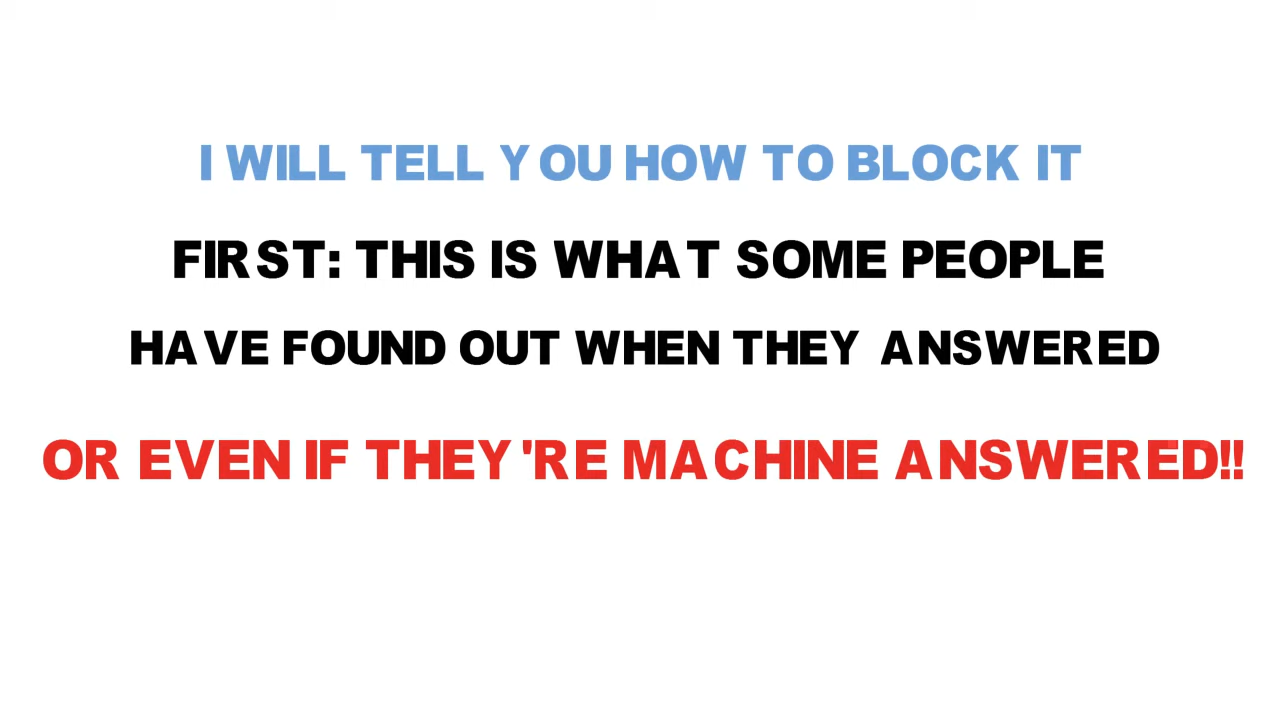 I WILL TELL YOU HOW TO BLOCK IT
FIRST: THIS IS WHAT SOME PEOPLE
HAVE FOUND OUT WHEN THEY ANSWERED
OR EVEN IF THEY'RE MACHINE ANSWERED!!